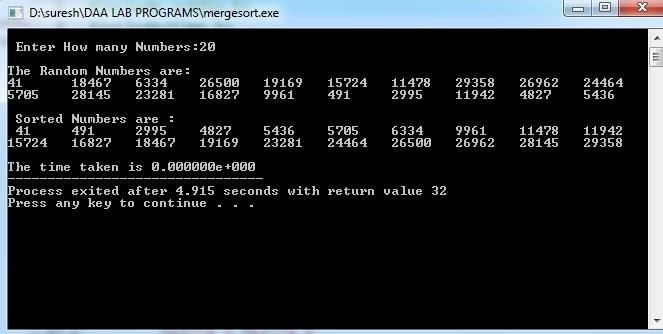 D:\suresh\DAA LAB PROGRAMS\mergesort.exe
Enter How many Numbers:20
The Random Numbers are:
41 18467 6334 26500 19169 15724 11478 29358 26962 24464
5705 28145 23281 16827 9961 491 2995 11942 4827 5436
Sorted Numbers are :
41 491 2995 4827 5436 5705 6334 9961 11478 11942
15724 16827 18467 19169 23281 24464 26500 26962 28145 29358
The time taken is 0.000000e+000
--------------------------------
Process exited after 4.915 seconds with return value 32
Press any key to continue . . .